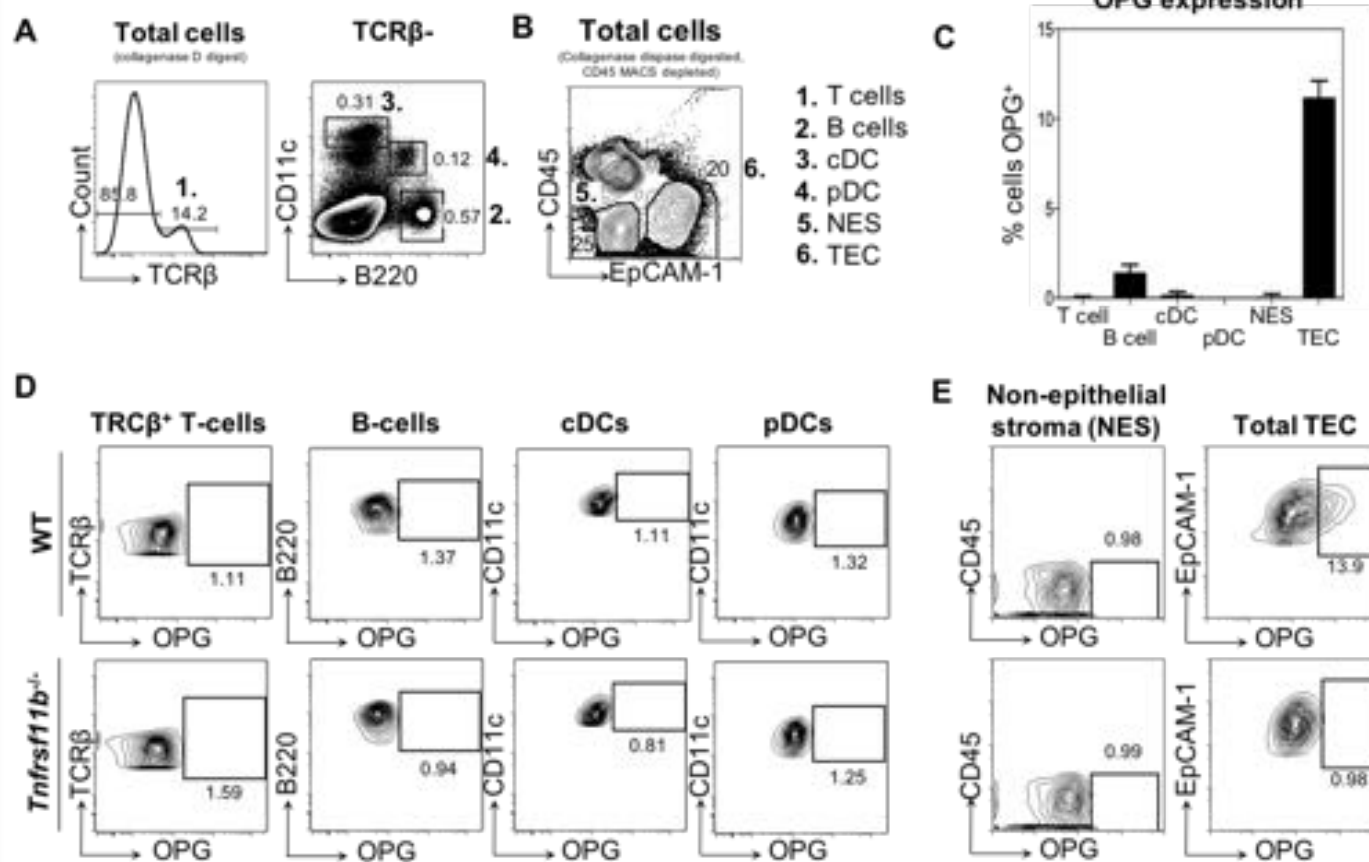 A
Total cells
(collagenase D digest)
Count
85.8
1.
14.2
TCRβ
TCRβ-
CD11c
0.31 3.
0.12 4.
0.57 2.
B220
B
Total cells
(Collagenase dispase digested,
CD45 MACS depleted)
CD45
20 6.
5.
25
EpCAM-1
1. T cells
2. B cells
3. cDC
4. pDC
5. NES
6. TEC
C
OPG expression
% cells OPG⁺
15
10
5
0
T cell
B cell
cDC
pDC
NES
TEC
D
TRCβ⁺ T-cells
B-cells
cDCs
pDCs
WT
TCRβ
1.11
OPG
B220
1.37
OPG
CD11c
1.11
OPG
CD11c
1.32
OPG
Tnfrsf11b⁻/⁻
TCRβ
1.59
OPG
B220
0.94
OPG
CD11c
0.81
OPG
CD11c
1.25
OPG
E
Non-epithelial
stroma (NES)
Total TEC
CD45
0.98
OPG
EpCAM-1
13.9
OPG
CD45
0.99
OPG
EpCAM-1
0.98
OPG